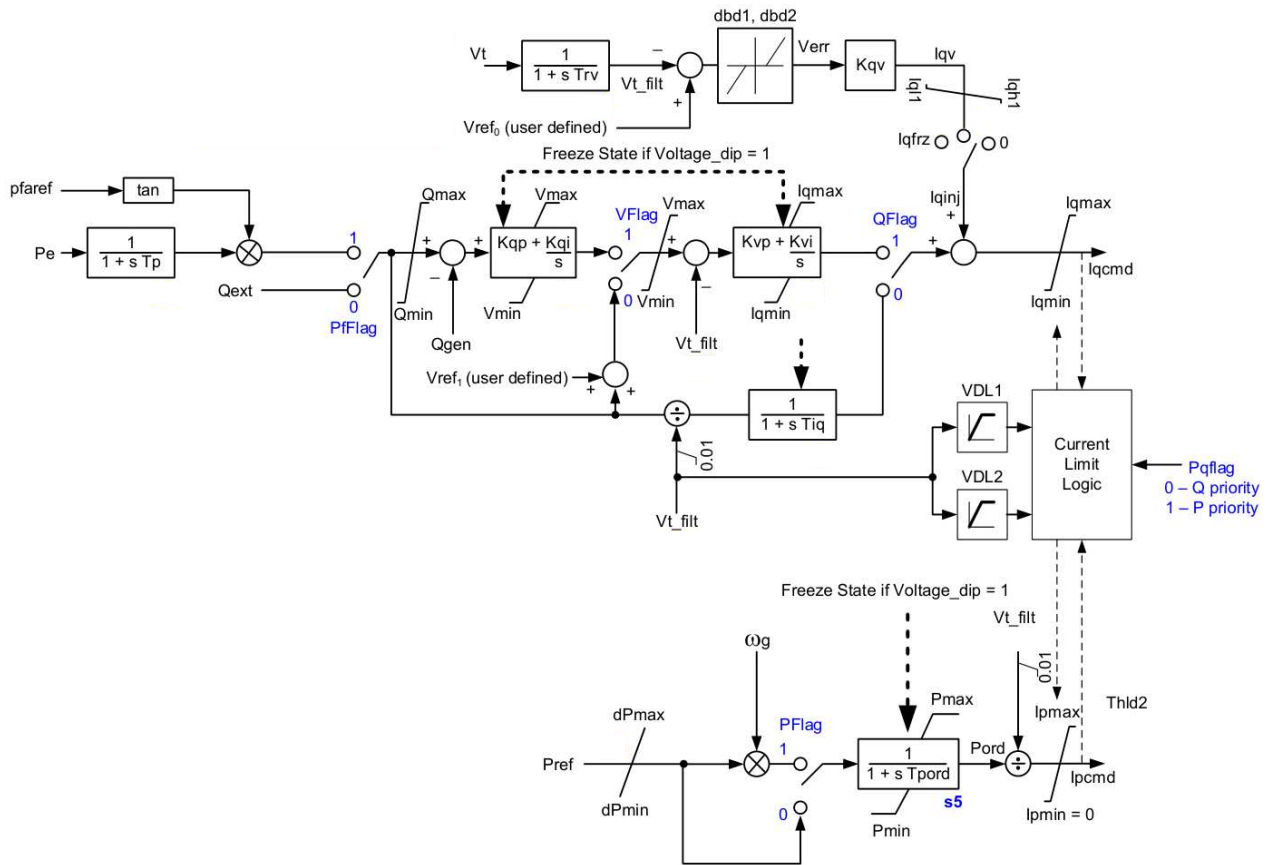 dbd1, dbd2
Vt
1
1 + s Trv
Vt_filt
–
+
Verr
Kqv
Iqv
Iql1
Iqh1
Vref₀ (user defined)
Iqfrz
0
Freeze State if Voltage_dip = 1
pfaref
tan
Qmax
Vmax
VFlag
1
Vmax
Iqmax
QFlag
1
Iqinj
+
Iqmax
Pe
1
1 + s Tp
1
+
–
+
Kqp + Kqi
s
+
–
Kvp + Kvi
s
+
Iqcmd
Qext
0
PfFlag
Qmin
Vmin
0
Vmin
Iqmin
0
Iqmin
Qgen
Vt_filt
Vref₁ (user defined)
+
+
÷
1
1 + s Tiq
0.01
Vt_filt
VDL1
VDL2
Current
Limit
Logic
Pqflag
0 – Q priority
1 – P priority
Freeze State if Voltage_dip = 1
Vt_filt
0.01
ωg
dPmax
PFlag
1
Pmax
Ipmax
Thld2
Pref
1
1 + s Tpord
Pord
÷
Ipcmd
dPmin
0
s5
Pmin
Ipmin = 0